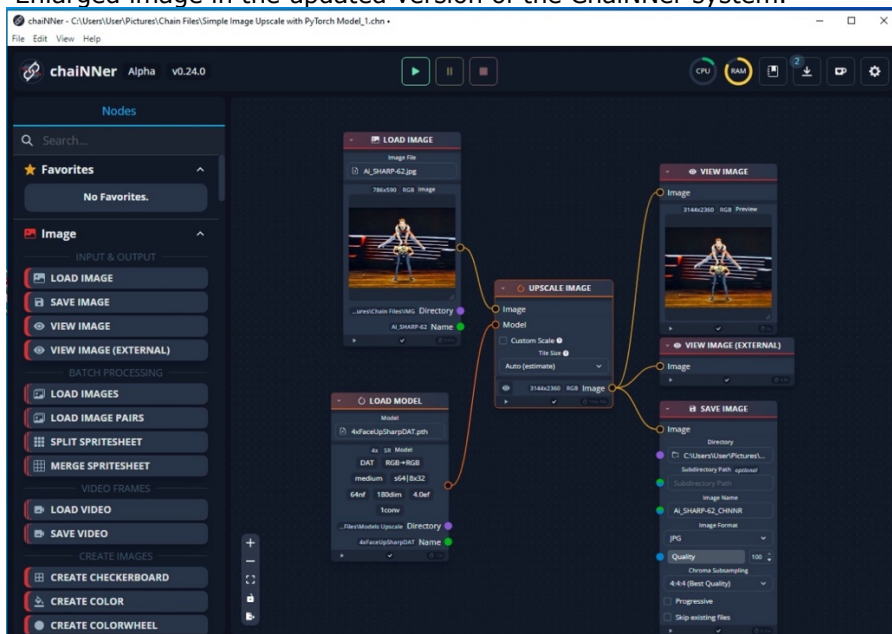 Enlarged image in the updated version of the ChaiNNer system.
chaiNNer - C:\Users\User\Pictures\Chain Files\Simple Image Upscale with PyTorch Model_1.chn •
File Edit View Help
chaiNNer Alpha v0.24.0
CPU
RAM
2
Nodes
Search...
Favorites
No Favorites.
Image
INPUT & OUTPUT
LOAD IMAGE
SAVE IMAGE
VIEW IMAGE
VIEW IMAGE (EXTERNAL)
BATCH PROCESSING
LOAD IMAGES
LOAD IMAGE PAIRS
SPLIT SPRITESHEET
MERGE SPRITESHEET
VIDEO FRAMES
LOAD VIDEO
SAVE VIDEO
CREATE IMAGES
CREATE CHECKERBOARD
CREATE COLOR
CREATE COLORWHEEL
LOAD IMAGE
Image File
Ai_SHARP-62.jpg
786x590 RGB Image
...ures\Chain Files\IMG Directory
Ai_SHARP-62 Name
LOAD MODEL
Model
4xFaceUpSharpDAT.pth
4x SR Model
DAT RGB→RGB
medium s64|8x32
64nf 180dim 4.0ef
1conv
...Files\Models Upscale Directory
4xFaceUpSharpDAT Name
UPSCALE IMAGE
Image
Model
Custom Scale
Tile Size
Auto (estimate)
3144x2360 RGB Image
VIEW IMAGE
Image
3144x2360 RGB Preview
VIEW IMAGE (EXTERNAL)
Image
SAVE IMAGE
Image
Directory
C:\Users\User\Pictures\...
Subdirectory Path optional
Subdirectory Path
Image Name
Ai_SHARP-62_CHNNR
Image Format
JPG
Quality 100
Chroma Subsampling
4:4:4 (Best Quality)
Progressive
Skip existing files